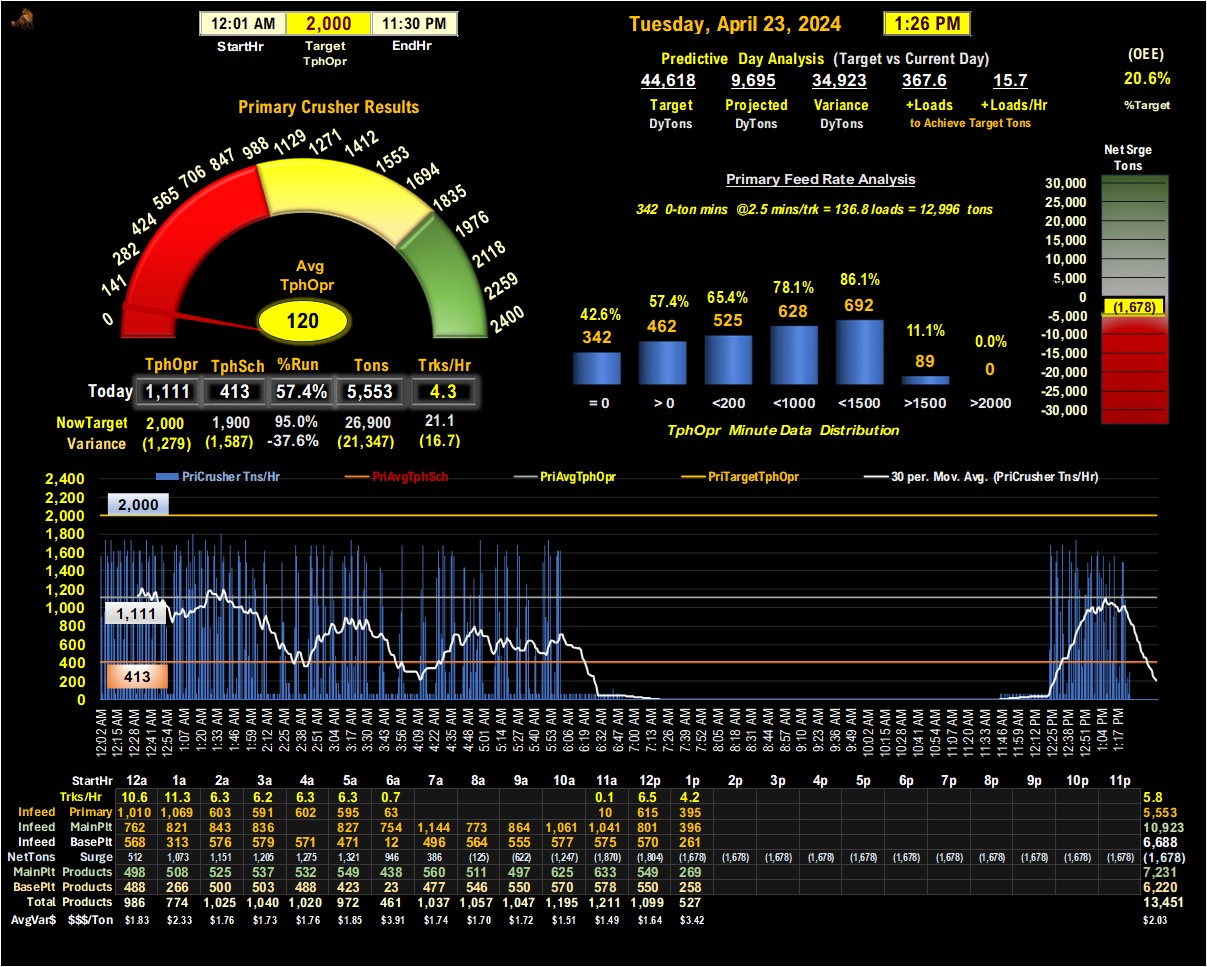 12:01 AM 2,000 11:30 PM
StartHr Target TphOpr EndHr
Tuesday, April 23, 2024 1:26 PM
Predictive Day Analysis (Target vs Current Day)
44,618 9,695 34,923 367.6 15.7
Target Projected Variance +Loads +Loads/Hr
DyTons DyTons DyTons to Achieve Target Tons
(OEE)
20.6%
%Target
Primary Crusher Results
0 141 282 424 565 706 847 988 1129 1271 1412 1553 1694 1835 1976 2118 2259 2400
Avg
TphOpr
120
TphOpr TphSch %Run Tons Trks/Hr
Today 1,111 413 57.4% 5,553 4.3
NowTarget 2,000 1,900 95.0% 26,900 21.1
Variance (1,279) (1,587) -37.6% (21,347) (16.7)
Primary Feed Rate Analysis
342 0-ton mins @2.5 mins/trk = 136.8 loads = 12,996 tons
42.6% 57.4% 65.4% 78.1% 86.1% 11.1% 0.0%
342 462 525 628 692 89 0
= 0 > 0 <200 <1000 <1500 >1500 >2000
TphOpr Minute Data Distribution
Net Srge
Tons
30,000
25,000
20,000
15,000
10,000
5,000
0
(1,678)
-5,000
-10,000
-15,000
-20,000
-25,000
-30,000
PriCrusher Tns/Hr PriAvgTphSch PriAvgTphOpr PriTargetTphOpr 30 per. Mov. Avg. (PriCrusher Tns/Hr)
2,400
2,200
2,000
1,800
1,600
1,400
1,200
1,000
800
600
400
200
0
2,000
1,111
413
12:02 AM 12:15 AM 12:28 AM 12:41 AM 12:54 AM 1:07 AM 1:20 AM 1:33 AM 1:46 AM 1:59 AM 2:12 AM 2:25 AM 2:38 AM 2:51 AM 3:04 AM 3:17 AM 3:30 AM 3:43 AM 3:56 AM 4:09 AM 4:22 AM 4:35 AM 4:48 AM 5:01 AM 5:14 AM 5:27 AM 5:40 AM 5:53 AM 6:06 AM 6:19 AM 6:32 AM 6:47 AM 7:00 AM 7:13 AM 7:26 AM 7:39 AM 7:52 AM 8:05 AM 8:18 AM 8:31 AM 8:44 AM 8:57 AM 9:10 AM 9:23 AM 9:36 AM 9:49 AM 10:02 AM 10:15 AM 10:28 AM 10:41 AM 10:54 AM 11:07 AM 11:20 AM 11:33 AM 11:46 AM 11:59 AM 12:12 PM 12:25 PM 12:38 PM 12:51 PM 1:04 PM 1:17 PM
StartHr 12a 1a 2a 3a 4a 5a 6a 7a 8a 9a 10a 11a 12p 1p 2p 3p 4p 5p 6p 7p 8p 9p 10p 11p
Trks/Hr 10.6 11.3 6.3 6.2 6.3 6.3 0.7 0.1 6.5 4.2 5.8
Infeed Primary 1,010 1,069 603 591 602 595 63 10 615 395 5,553
Infeed MainPlt 762 821 843 836 827 754 1,144 773 864 1,061 1,041 801 396 10,923
Infeed BasePlt 568 313 576 579 571 471 12 496 564 555 577 575 570 261 6,688
NetTons Surge 512 1,073 1,151 1,205 1,275 1,321 946 386 (125) (622) (1,247) (1,870) (1,804) (1,678) (1,678) (1,678) (1,678) (1,678) (1,678) (1,678) (1,678) (1,678) (1,678) (1,678) (1,678)
MainPlt Products 498 508 525 537 532 549 438 560 511 497 625 633 549 269 7,231
BasePlt Products 488 266 500 503 488 423 23 477 546 550 570 578 550 258 6,220
Total Products 986 774 1,025 1,040 1,020 972 461 1,037 1,057 1,047 1,195 1,211 1,099 527 13,451
AvgVar$ $$$/Ton $1.83 $2.33 $1.76 $1.73 $1.76 $1.85 $3.91 $1.74 $1.70 $1.72 $1.51 $1.49 $1.64 $3.42 $2.03